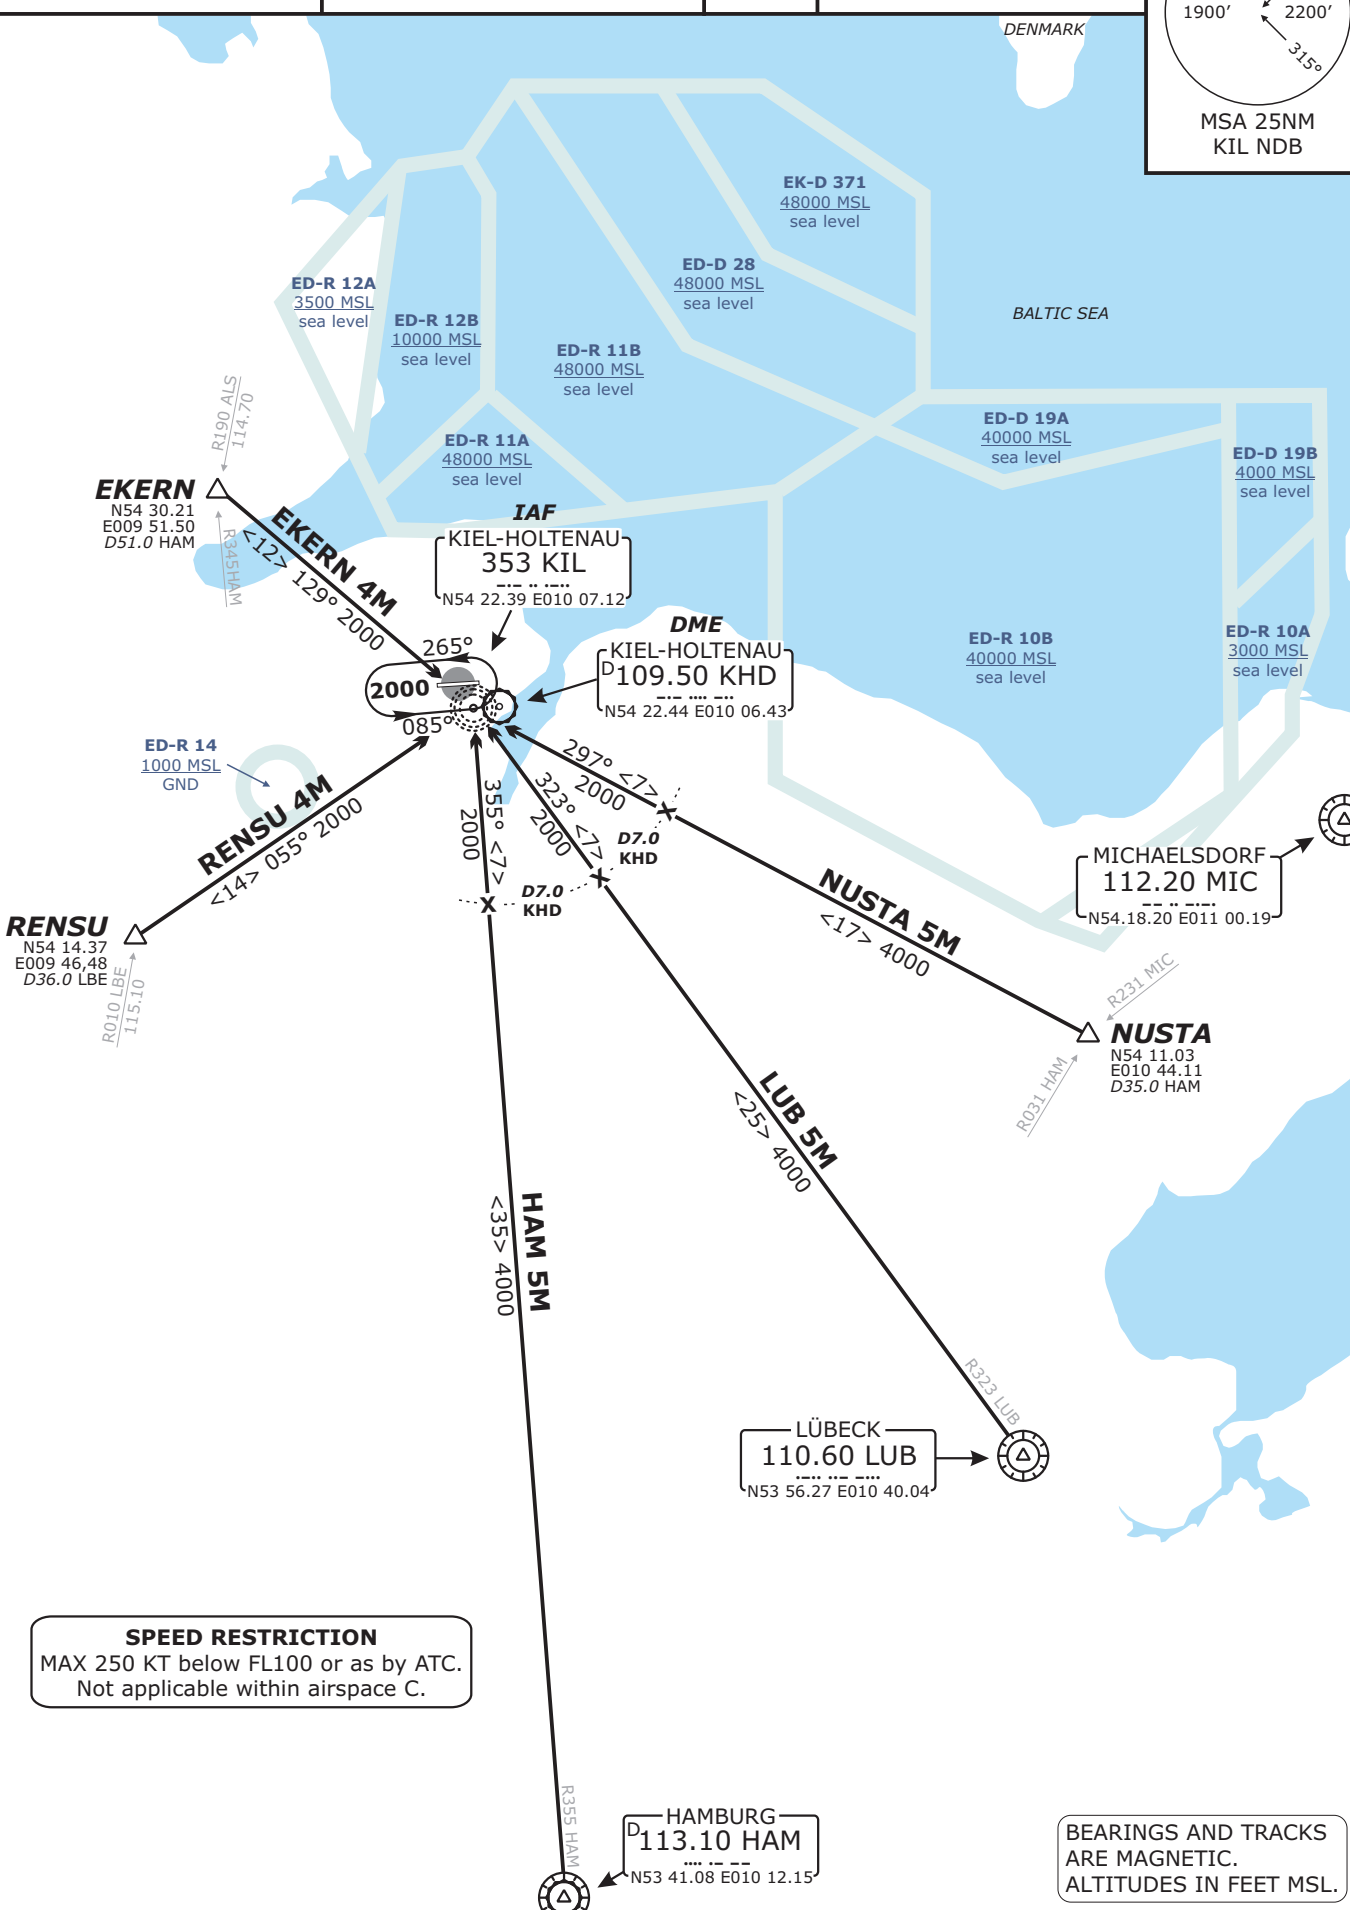 DENMARK
1900’
2200’
315°
MSA 25NM
KIL NDB
EK-D 371
48000 MSL
sea level
ED-D 28
48000 MSL
sea level
ED-R 12A
3500 MSL
sea level
ED-R 12B
10000 MSL
sea level
BALTIC SEA
ED-R 11B
48000 MSL
sea level
ED-R 11A
48000 MSL
sea level
ED-D 19A
40000 MSL
sea level
ED-D 19B
4000 MSL
sea level
R190 ALS
114.70
EKERN
N54 30.21
E009 51.50
D51.0 HAM
R345HAM
EKERN 4M
<12> 129° 2000
IAF
KIEL-HOLTENAU
353 KIL
-.- .. .-..
N54 22.39 E010 07.12
DME
KIEL-HOLTENAU
D 109.50 KHD
-.- .... -..
N54 22.44 E010 06.43
ED-R 10B
40000 MSL
sea level
ED-R 10A
3000 MSL
sea level
265°
2000
085°
ED-R 14
1000 MSL
GND
RENSU 4M
<14> 055° 2000
RENSU
N54 14.37
E009 46,48
D36.0 LBE
R010 LBE
115.10
355° <7>
2000
323° <7>
2000
297° <7>
2000
D7.0
KHD
D7.0
KHD
MICHAELSDORF
112.20 MIC
-- .. -.-.
N54.18.20 E011 00.19
NUSTA 5M
<17> 4000
R231 MIC
NUSTA
N54 11.03
E010 44.11
D35.0 HAM
R031 HAM
LUB 5M
<25> 4000
HAM 5M
<35> 4000
R323 LUB
LÜBECK
110.60 LUB
.-.. ..- -...
N53 56.27 E010 40.04
SPEED RESTRICTION
MAX 250 KT below FL100 or as by ATC.
Not applicable within airspace C.
R355 HAM
HAMBURG
D 113.10 HAM
.... .- --
N53 41.08 E010 12.15
BEARINGS AND TRACKS
ARE MAGNETIC.
ALTITUDES IN FEET MSL.